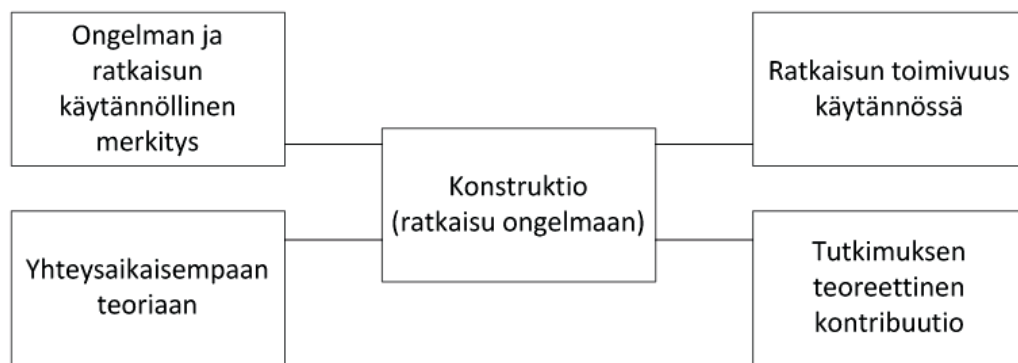 Ongelman ja
ratkaisun
käytännöllinen
merkitys
Yhteysaikaisempaan
teoriaan
Konstruktio
(ratkaisu ongelmaan)
Ratkaisun toimivuus
käytännössä
Tutkimuksen
teoreettinen
kontribuutio